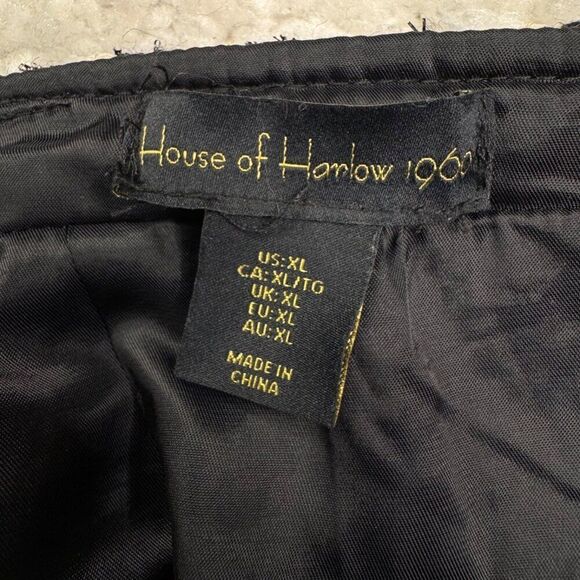 House of Harlow 1960
US:XL
CA:XL/TG
UK:XL
EU:XL
AU:XL
MADE IN
CHINA